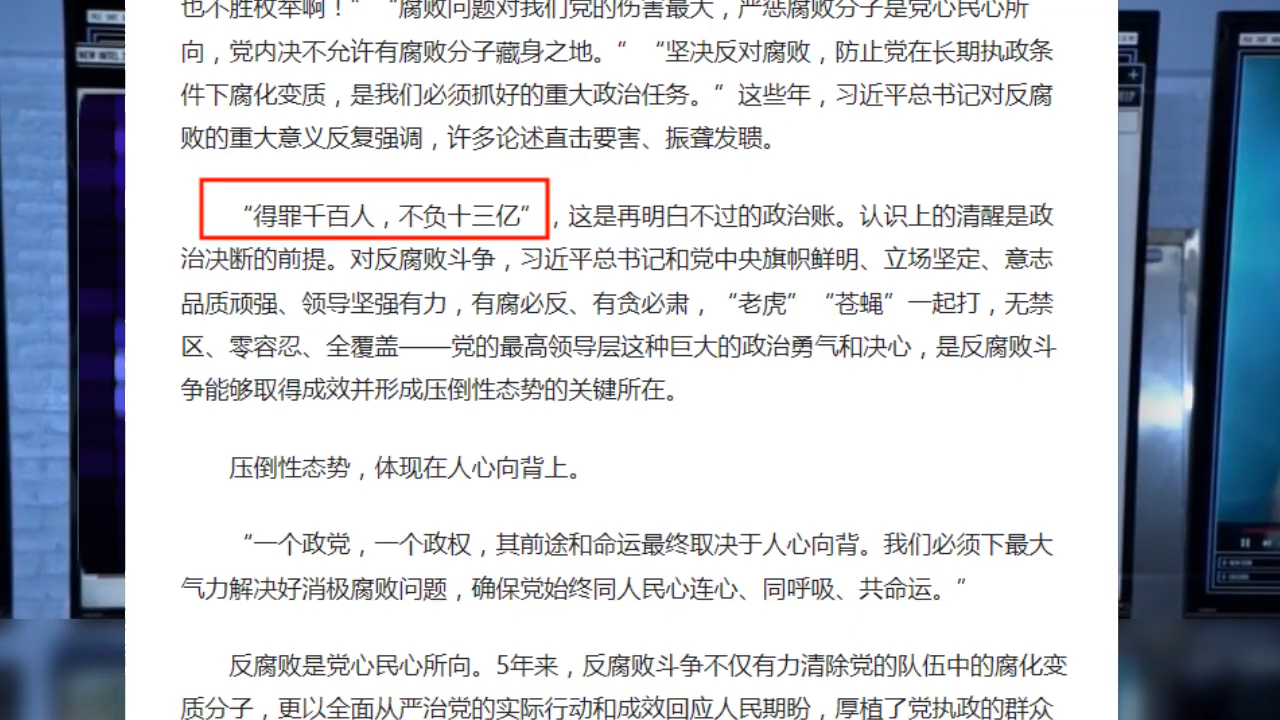 也不胜枚举啊！” “腐败问题对我们党的伤害最大，严惩腐败分子是党心民心所
向，党内决不允许有腐败分子藏身之地。“ “坚决反对腐败，防止党在长期执政条
件下腐化变质，是我们必须抓好的重大政治任务。”这些年，习近平总书记对反腐
败的重大意义反复强调，许多论述直击要害、振聋发聩。
“得罪千百人，不负十三亿”，这是再明白不过的政治账。认识上的清醒是政
治决断的前提。对反腐败斗争，习近平总书记和党中央旗帜鲜明、立场坚定、意志
品质顽强、领导坚强有力，有腐必反、有贪必肃，“老虎” “苍蝇”一起打，无禁
区、零容忍、全覆盖——党的最高领导层这种巨大的政治勇气和决心，是反腐败斗
争能够取得成效并形成压倒性态势的关键所在。
压倒性态势，体现在人心向背上。
“一个政党，一个政权，其前途和命运最终取决于人心向背。我们必须下最大
气力解决好消极腐败问题，确保党始终同人民心连心、同呼吸、共命运。”
反腐败是党心民心所向。5年来，反腐败斗争不仅有力清除党的队伍中的腐化变
质分子，更以全面从严治党的实际行动和成效回应人民期盼，厚植了党执政的群众